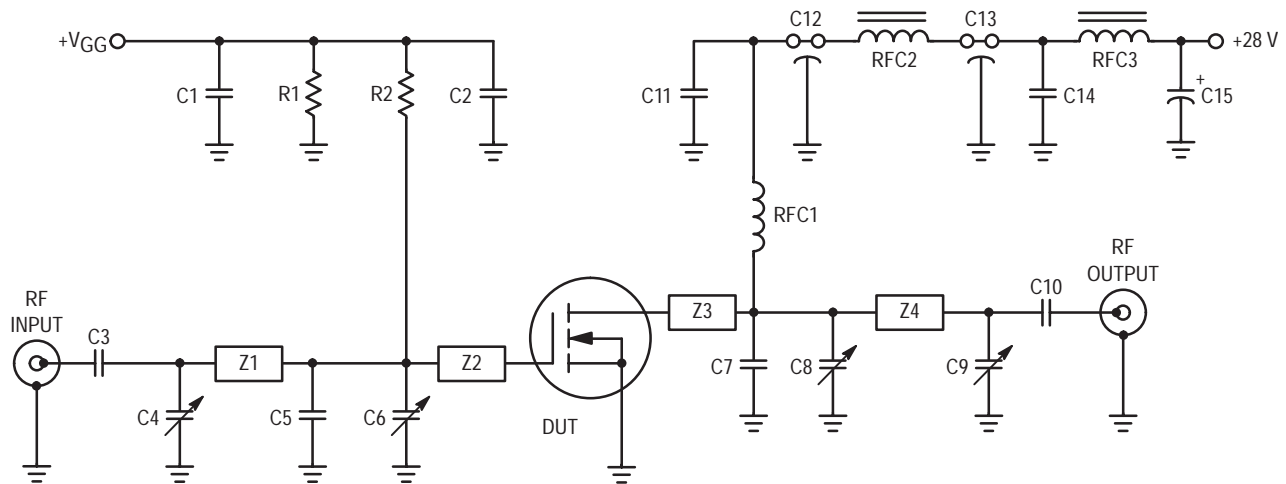 +VGG
C1
R1
R2
C2
C11
C12
RFC2
C13
C14
RFC3
+28 V
+
C15
RFC1
RF
INPUT
C3
C4
Z1
C5
C6
Z2
DUT
Z3
C7
C8
Z4
C9
C10
RF
OUTPUT